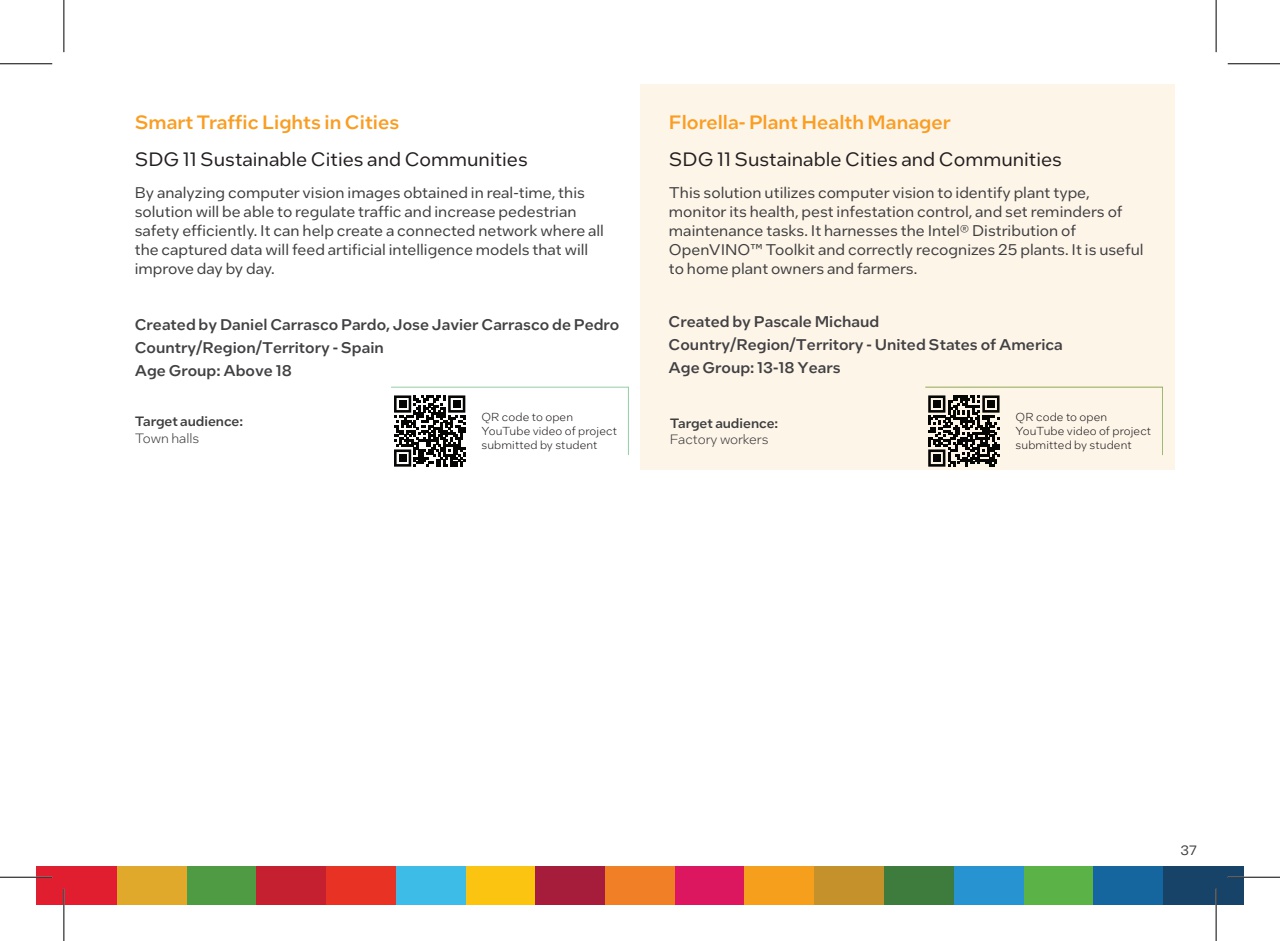 Smart Traffic Lights in Cities
SDG 11 Sustainable Cities and Communities
By analyzing computer vision images obtained in real-time, this
solution will be able to regulate traffic and increase pedestrian
safety efficiently. It can help create a connected network where all
the captured data will feed artificial intelligence models that will
improve day by day.
Created by Daniel Carrasco Pardo, Jose Javier Carrasco de Pedro
Country/Region/Territory - Spain
Age Group: Above 18
Target audience:
Town halls
QR code to open
YouTube video of project
submitted by student
Florella- Plant Health Manager
SDG 11 Sustainable Cities and Communities
This solution utilizes computer vision to identify plant type,
monitor its health, pest infestation control, and set reminders of
maintenance tasks. It harnesses the Intel® Distribution of
OpenVINO™ Toolkit and correctly recognizes 25 plants. It is useful
to home plant owners and farmers.
Created by Pascale Michaud
Country/Region/Territory - United States of America
Age Group: 13-18 Years
Target audience:
Factory workers
QR code to open
YouTube video of project
submitted by student
37